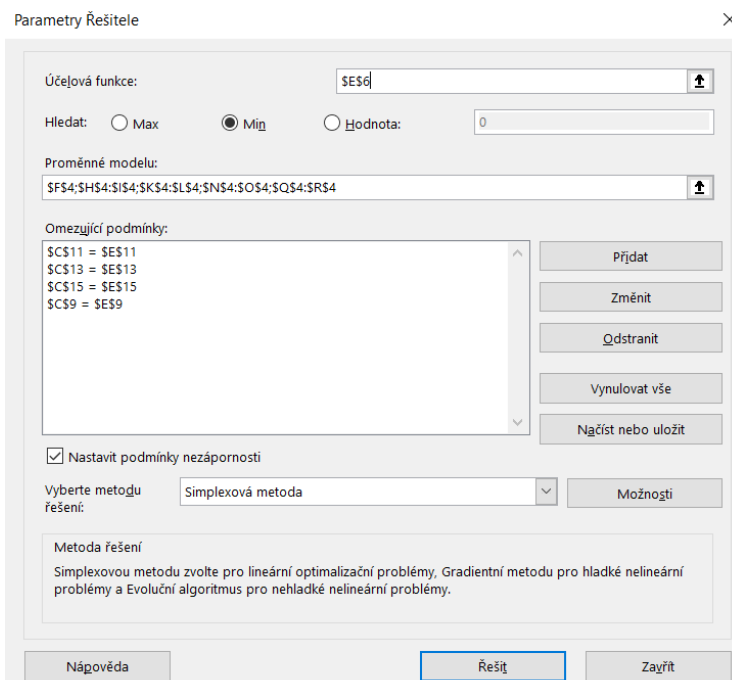 Parametry Řešitele
Účelová funkce:
$E$6
Hledat:
Max
Min
Hodnota:
0
Proměnné modelu:
$F$4;$H$4:$I$4;$K$4:$L$4;$N$4:$O$4;$Q$4:$R$4
Omezující podmínky:
$C$11 = $E$11
$C$13 = $E$13
$C$15 = $E$15
$C$9 = $E$9
Přidat
Změnit
Odstranit
Vynulovat vše
Načíst nebo uložit
Nastavit podmínky nezápornosti
Vyberte metodu
řešení:
Simplexová metoda
Možnosti
Metoda řešení
Simplexovou metodu zvolte pro lineární optimalizační problémy, Gradientní metodu pro hladké nelineární
problémy a Evoluční algoritmus pro nehladké nelineární problémy.
Nápověda
Řešit
Zavřít